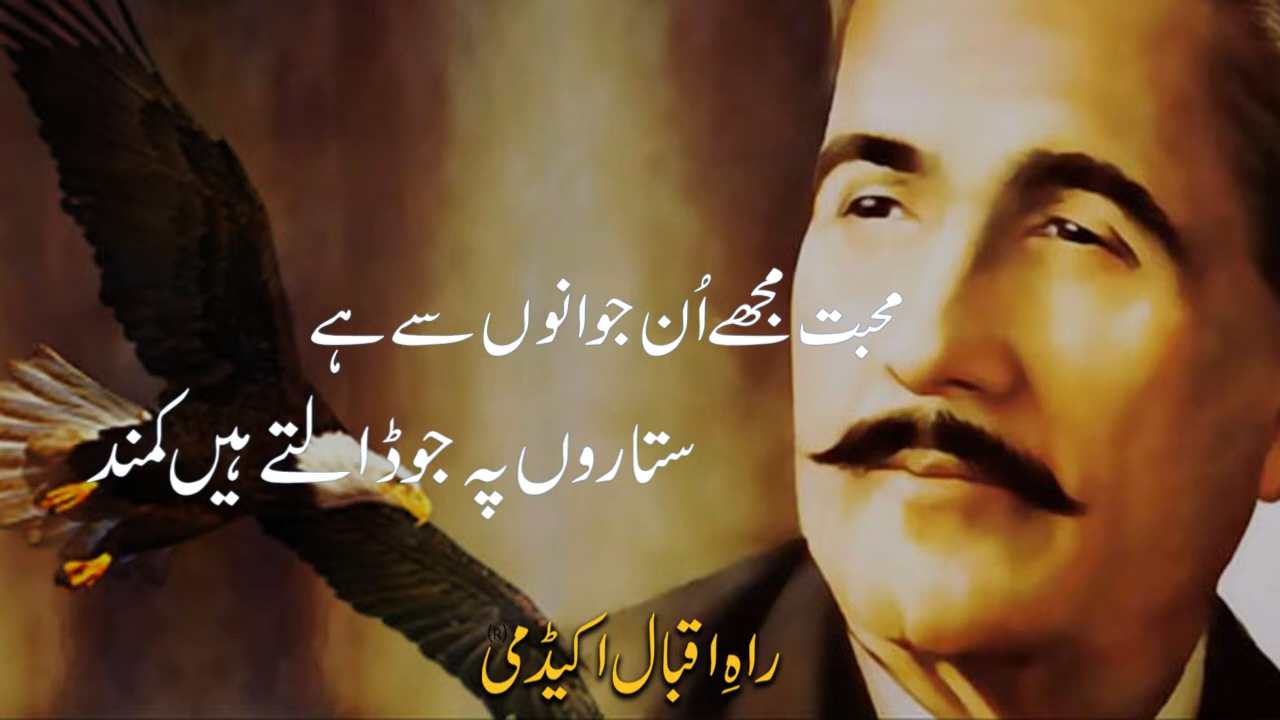 محبت مجھے اُن جوانوں سے ہے
ستاروں پہ جو ڈالتے ہیں کمند
راہِ اقبال اکیڈمی (R)